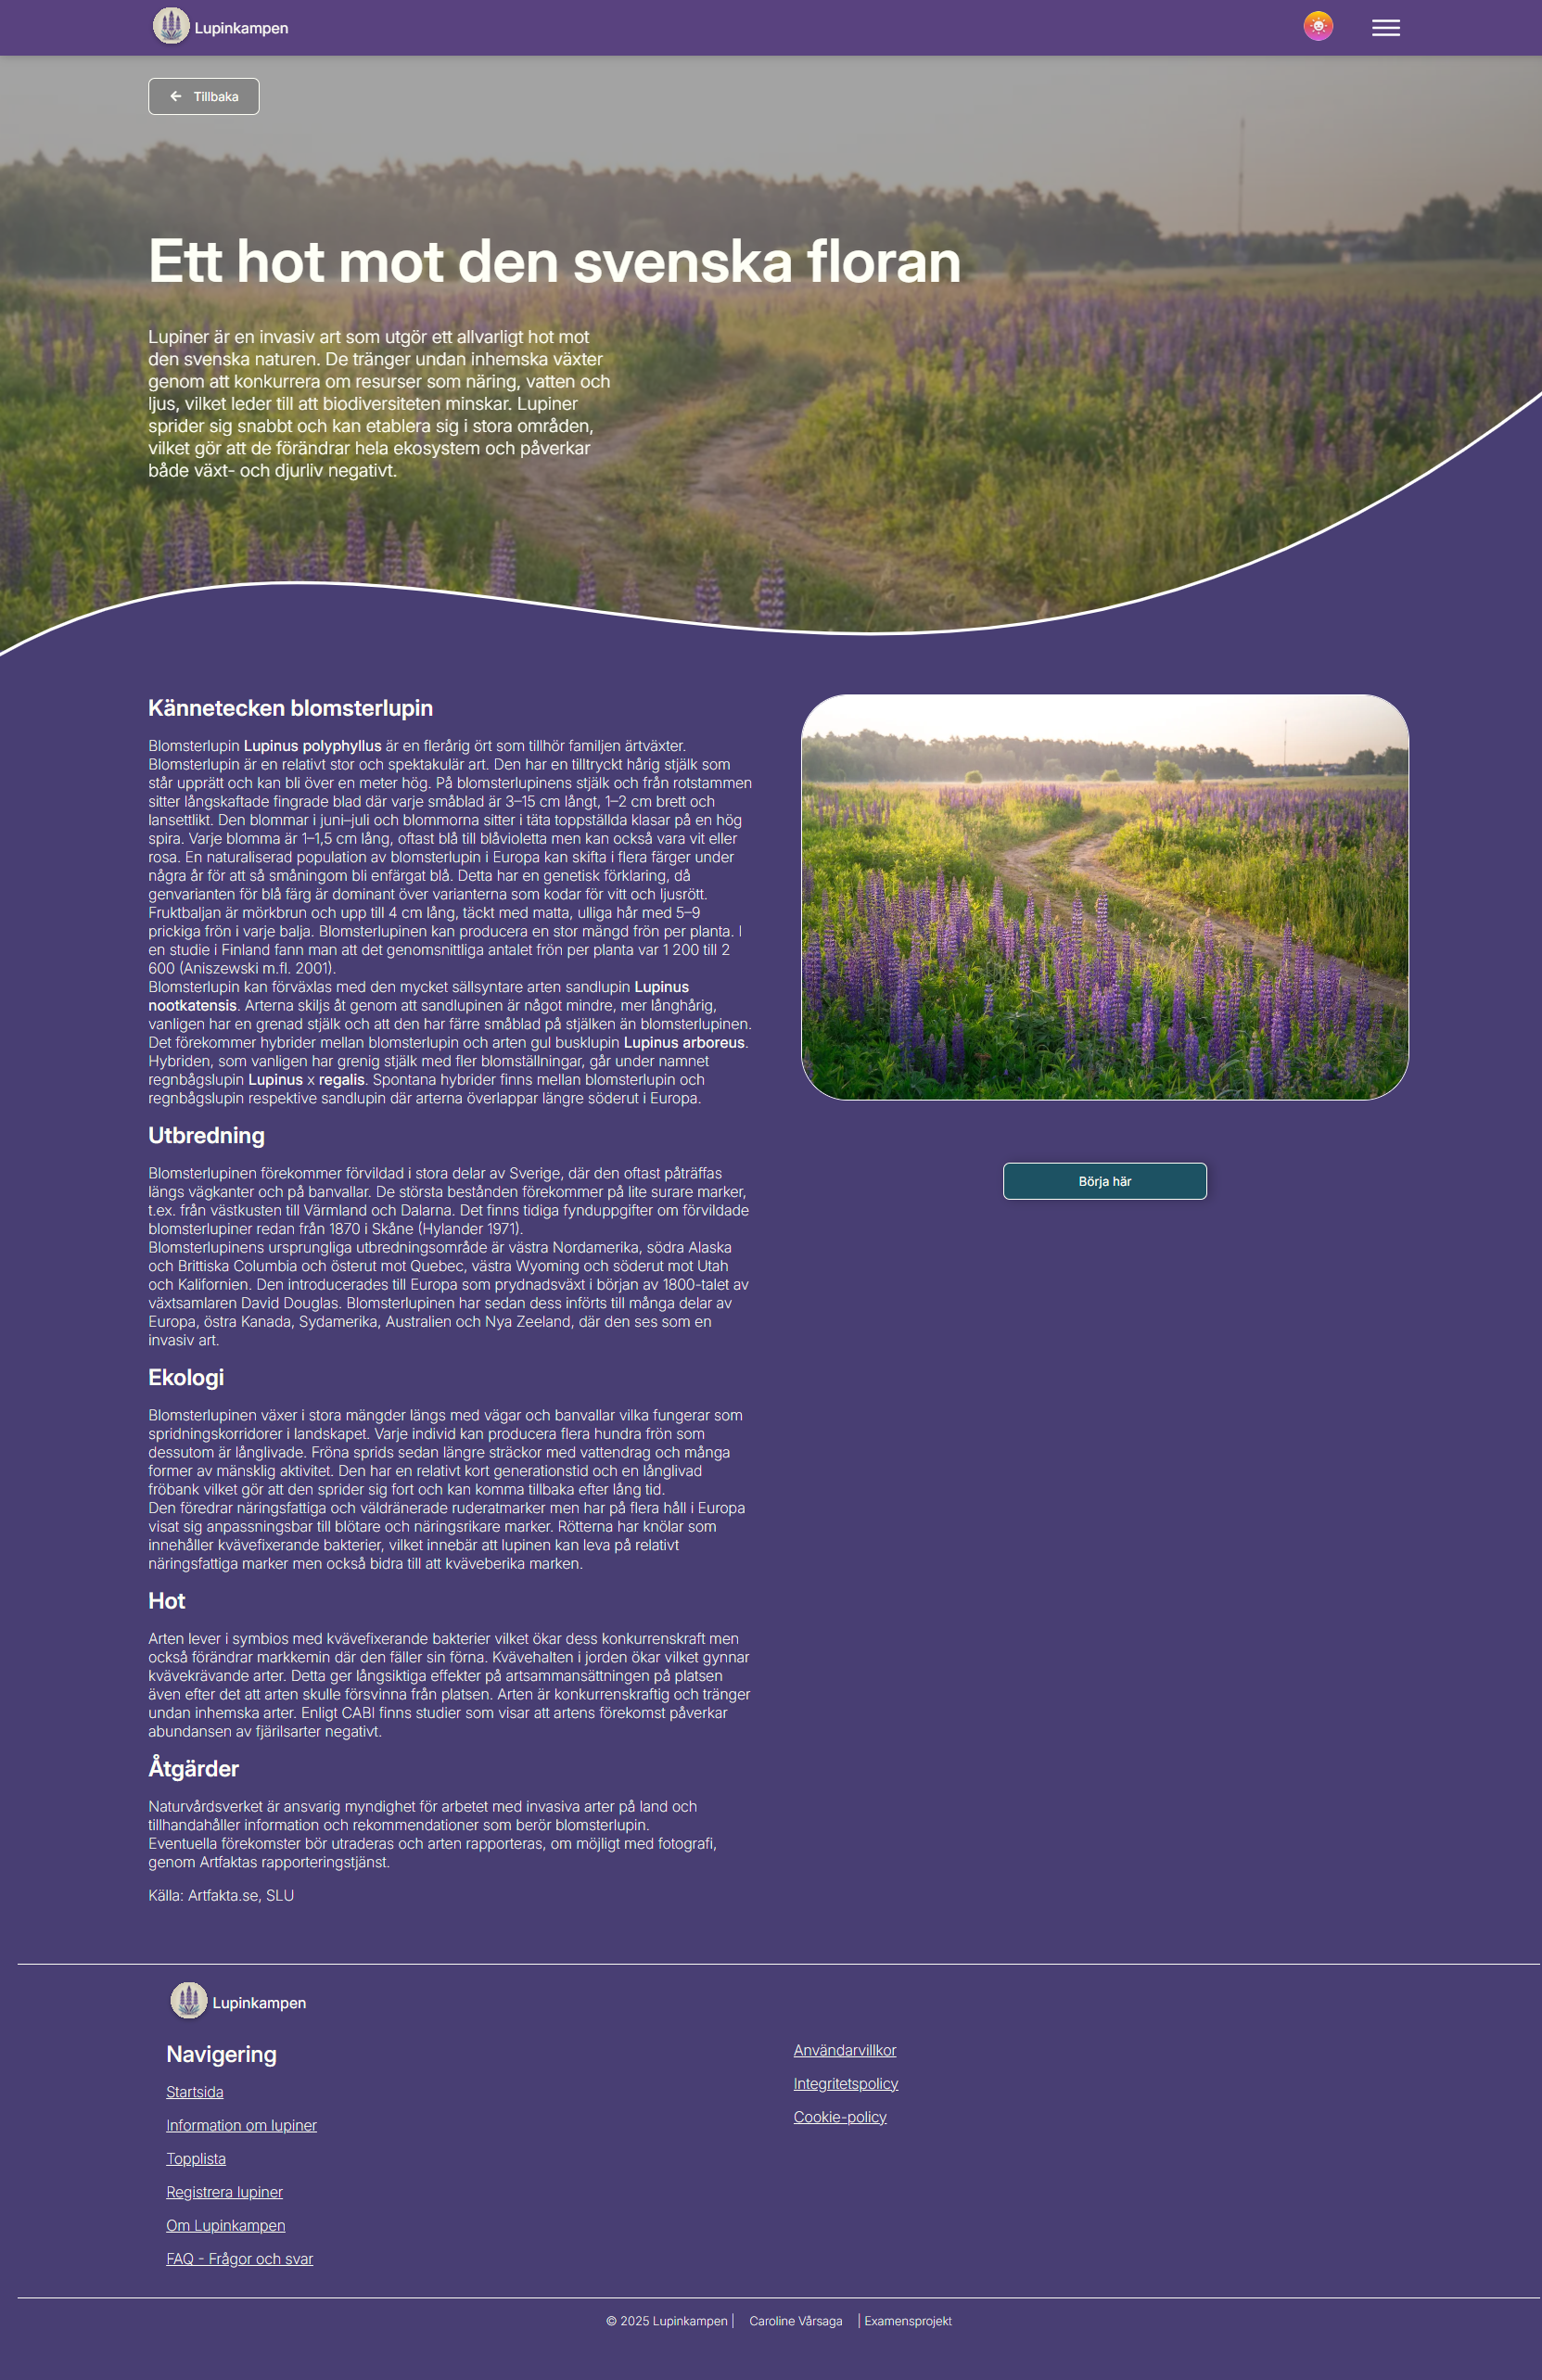 Lupinkampen
Tillbaka
Ett hot mot den svenska floran
Lupiner är en invasiv art som utgör ett allvarligt hot mot
den svenska naturen. De tränger undan inhemska växter
genom att konkurrera om resurser som näring, vatten och
ljus, vilket leder till att biodiversiteten minskar. Lupiner
sprider sig snabbt och kan etablera sig i stora områden,
vilket gör att de förändrar hela ekosystem och påverkar
både växt- och djurliv negativt.
Kännetecken blomsterlupin
Blomsterlupin Lupinus polyphyllus är en flerårig ört som tillhör familjen ärtväxter.
Blomsterlupin är en relativt stor och spektakulär art. Den har en tilltryckt hårig stjälk som
står upprätt och kan bli över en meter hög. På blomsterlupinens stjälk och från rotstammen
sitter långskaftade fingrade blad där varje småblad är 3–15 cm långt, 1–2 cm brett och
lansettlikt. Den blommar i juni–juli och blommorna sitter i täta toppställda klasar på en hög
spira. Varje blomma är 1–1,5 cm lång, oftast blå till blåvioletta men kan också vara vit eller
rosa. En naturaliserad population av blomsterlupin i Europa kan skifta i flera färger under
några år för att så småningom bli enfärgat blå. Detta har en genetisk förklaring, då
genvarianten för blå färg är dominant över varianterna som kodar för vitt och ljusrött.
Fruktbaljan är mörkbrun och upp till 4 cm lång, täckt med matta, ulliga hår med 5–9
prickiga frön i varje balja. Blomsterlupinen kan producera en stor mängd frön per planta. I
en studie i Finland fann man att det genomsnittliga antalet frön per planta var 1 200 till 2
600 (Aniszewski m.fl. 2001).
Blomsterlupin kan förväxlas med den mycket sällsyntare arten sandlupin Lupinus
nootkatensis. Arterna skiljs åt genom att sandlupinen är något mindre, mer långhårig,
vanligen har en grenad stjälk och att den har färre småblad på stjälken än blomsterlupinen.
Det förekommer hybrider mellan blomsterlupin och arten gul busklupin Lupinus arboreus.
Hybriden, som vanligen har grenig stjälk med fler blomställningar, går under namnet
regnbågslupin Lupinus x regalis. Spontana hybrider finns mellan blomsterlupin och
regnbågslupin respektive sandlupin där arterna överlappar längre söderut i Europa.
Börja här
Utbredning
Blomsterlupinen förekommer förvildad i stora delar av Sverige, där den oftast påträffas
längs vägkanter och på banvallar. De största bestånden förekommer på lite surare marker,
t.ex. från västkusten till Värmland och Dalarna. Det finns tidiga fynduppgifter om förvildade
blomsterlupiner redan från 1870 i Skåne (Hylander 1971).
Blomsterlupinens ursprungliga utbredningsområde är västra Nordamerika, södra Alaska
och Brittiska Columbia och österut mot Quebec, västra Wyoming och söderut mot Utah
och Kalifornien. Den introducerades till Europa som prydnadsväxt i början av 1800-talet av
växtsamlaren David Douglas. Blomsterlupinen har sedan dess införts till många delar av
Europa, östra Kanada, Sydamerika, Australien och Nya Zeeland, där den ses som en
invasiv art.
Ekologi
Blomsterlupinen växer i stora mängder längs med vägar och banvallar vilka fungerar som
spridningskorridorer i landskapet. Varje individ kan producera flera hundra frön som
dessutom är långlivade. Fröna sprids sedan längre sträckor med vattendrag och många
former av mänsklig aktivitet. Den har en relativt kort generationstid och en långlivad
fröbank vilket gör att den sprider sig fort och kan komma tillbaka efter lång tid.
Den föredrar näringsfattiga och väldränerade ruderatmarker men har på flera håll i Europa
visat sig anpassningsbar till blötare och näringsrikare marker. Rötterna har knölar som
innehåller kvävefixerande bakterier, vilket innebär att lupinen kan leva på relativt
näringsfattiga marker men också bidra till att kväveberika marken.
Hot
Arten lever i symbios med kvävefixerande bakterier vilket ökar dess konkurrenskraft men
också förändrar markkemin där den fäller sin förna. Kvävehalten i jorden ökar vilket gynnar
kvävekrävande arter. Detta ger långsiktiga effekter på artsammansättningen på platsen
även efter det att arten skulle försvinna från platsen. Arten är konkurrenskraftig och tränger
undan inhemska arter. Enligt CABI finns studier som visar att artens förekomst påverkar
abundansen av fjärilsarter negativt.
Åtgärder
Naturvårdsverket är ansvarig myndighet för arbetet med invasiva arter på land och
tillhandahåller information och rekommendationer som berör blomsterlupin.
Eventuella förekomster bör utraderas och arten rapporteras, om möjligt med fotografi,
genom Artfaktas rapporteringstjänst.
Källa: Artfakta.se, SLU
Lupinkampen
Navigering
Startsida
Information om lupiner
Topplista
Registrera lupiner
Om Lupinkampen
FAQ - Frågor och svar
Användarvillkor
Integritetspolicy
Cookie-policy
© 2025 Lupinkampen | Caroline Vårsaga | Examensprojekt